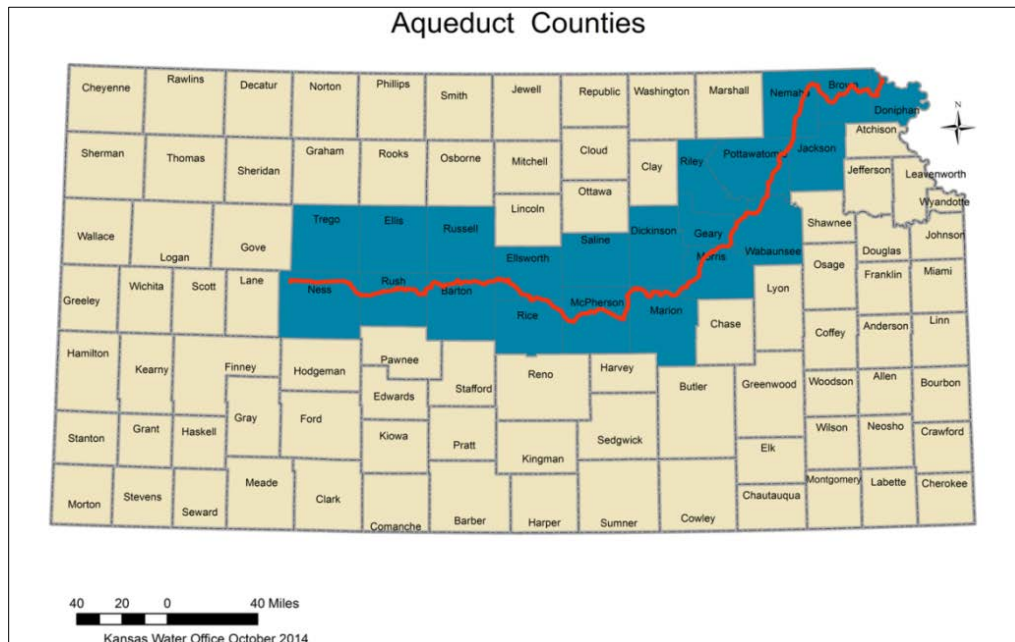 Aqueduct Counties
Cheyenne Rawlins Decatur Norton Phillips Smith Jewell Republic Washington Marshall Nemaha Brown Doniphan
N
Atchison
Sherman Thomas Sheridan Graham Rooks Osborne Mitchell Cloud Clay Riley Pottawatomie Jackson Jefferson Leavenworth
Ottawa
Wyandotte
Wallace Logan Gove Trego Ellis Russell Lincoln Ellsworth Saline Dickinson Geary Morris Wabaunsee Shawnee Douglas Johnson
Osage Franklin Miami
Greeley Wichita Scott Lane Ness Rush Barton Rice McPherson Marion Chase Lyon Coffey Anderson Linn
Hamilton Kearny Finney Hodgeman Pawnee Stafford Reno Harvey Butler Greenwood Woodson Allen Bourbon
Edwards
Stanton Grant Haskell Gray Ford Kiowa Pratt Kingman Sedgwick Elk Wilson Neosho Crawford
Morton Stevens Seward Meade Clark Comanche Barber Harper Sumner Cowley Chautauqua Montgomery Labette Cherokee
40 20 0 40 Miles
Kansas Water Office October 2014